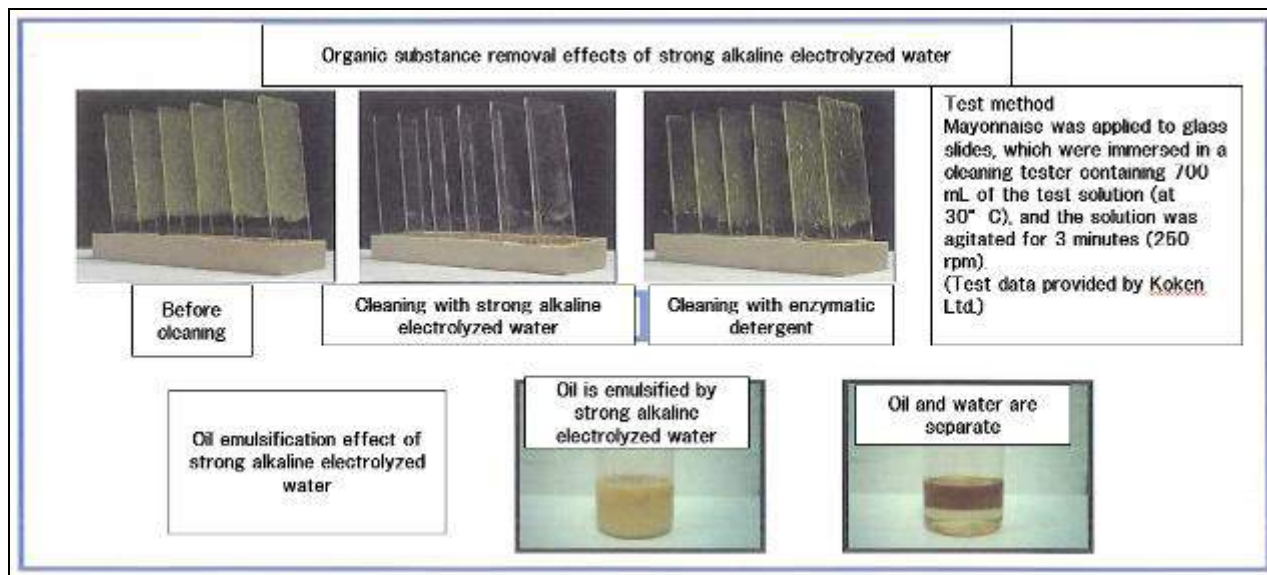 Organic substance removal effects of strong alkaline electrolyzed water
Before
cleaning
Cleaning with strong alkaline
electrolyzed water
Cleaning with enzymatic
detergent
Test method
Mayonnaise was applied to glass
slides, which were immersed in a
cleaning tester containing 700
mL of the test solution (at
30° C), and the solution was
agitated for 3 minutes (250
rpm).
(Test data provided by Koken
Ltd.)
Oil emulsification effect of
strong alkaline electrolyzed
water
Oil is emulsified by
strong alkaline
electrolyzed water
Oil and water are
separate